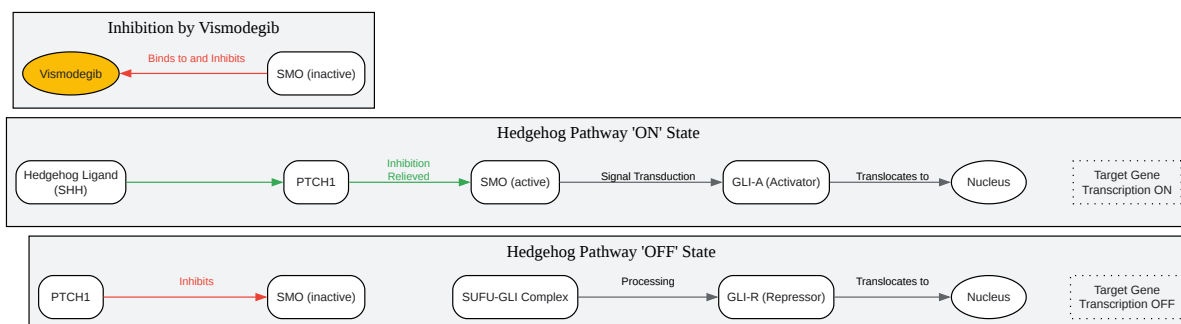 Inhibition by Vismodegib
Binds to and Inhibits
Vismodegib
SMO (inactive)
Hedgehog Pathway 'ON' State
Hedgehog Ligand
(SHH)
PTCH1
Inhibition
Relieved
SMO (active)
Signal Transduction
GLI-A (Activator)
Translocates to
Nucleus
Target Gene
Transcription ON
Hedgehog Pathway 'OFF' State
PTCH1
Inhibits
SMO (inactive)
SUFU-GLI Complex
Processing
GLI-R (Repressor)
Translocates to
Nucleus
Target Gene
Transcription OFF